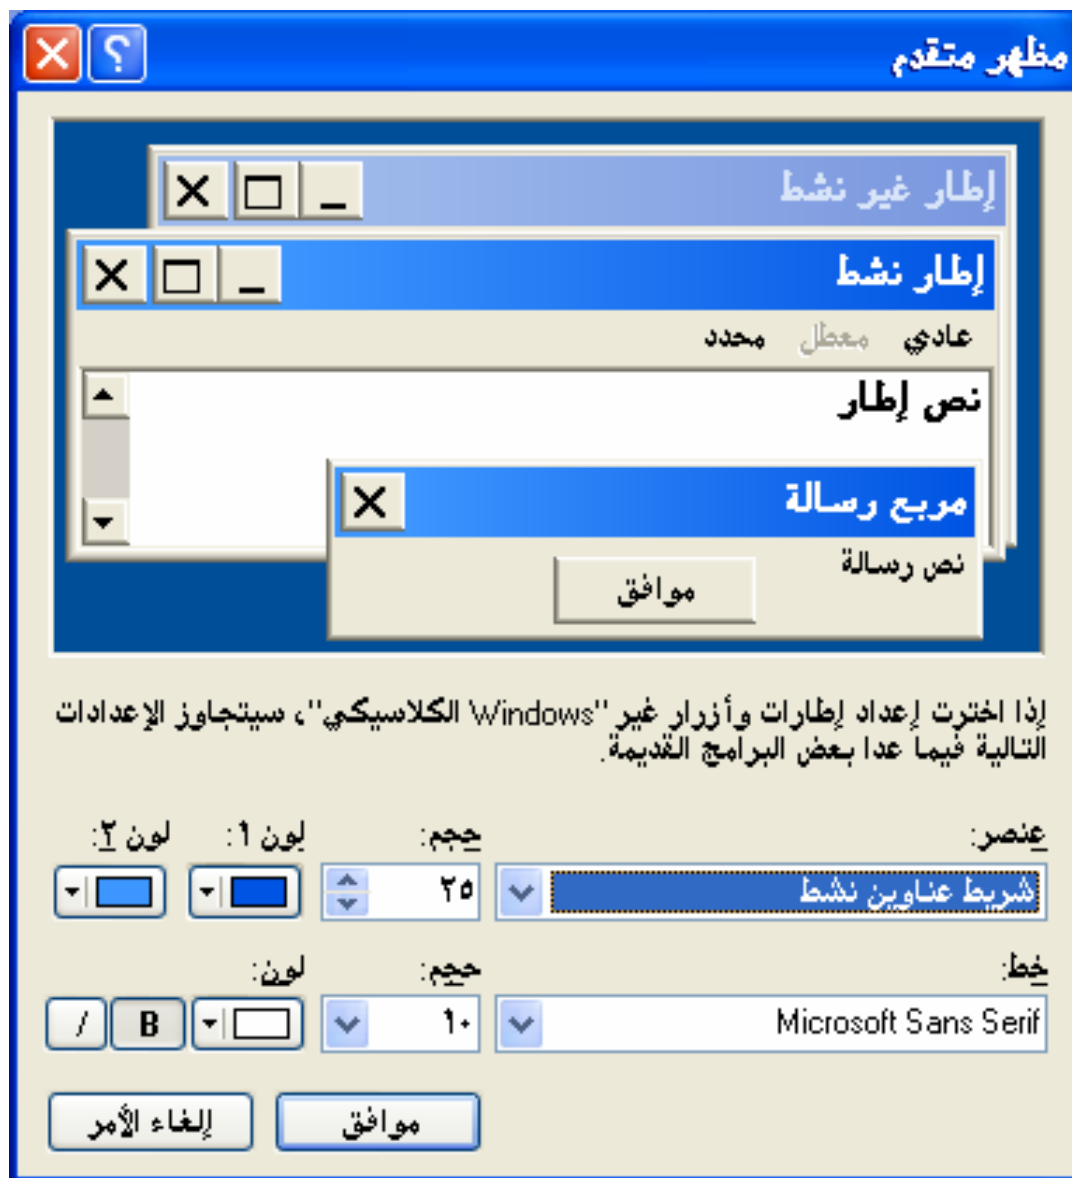 مظهر متقدم
إطار غير نشط
إطار نشط
عادي معطل محدد
نص إطار
مربع رسالة
نص رسالة
موافق
إذا اخترت إعداد إطارات وأزرار غير "Windows الكلاسيكي"، سيتجاوز الإعدادات
التالية فيما عدا بعض البرامج القديمة.
عنصر: حجم: لون ١: لون ٢:
شريط عناوين نشط ٢٥
خط: حجم: لون:
Microsoft Sans Serif ١٠ B /
موافق إلغاء الأمر